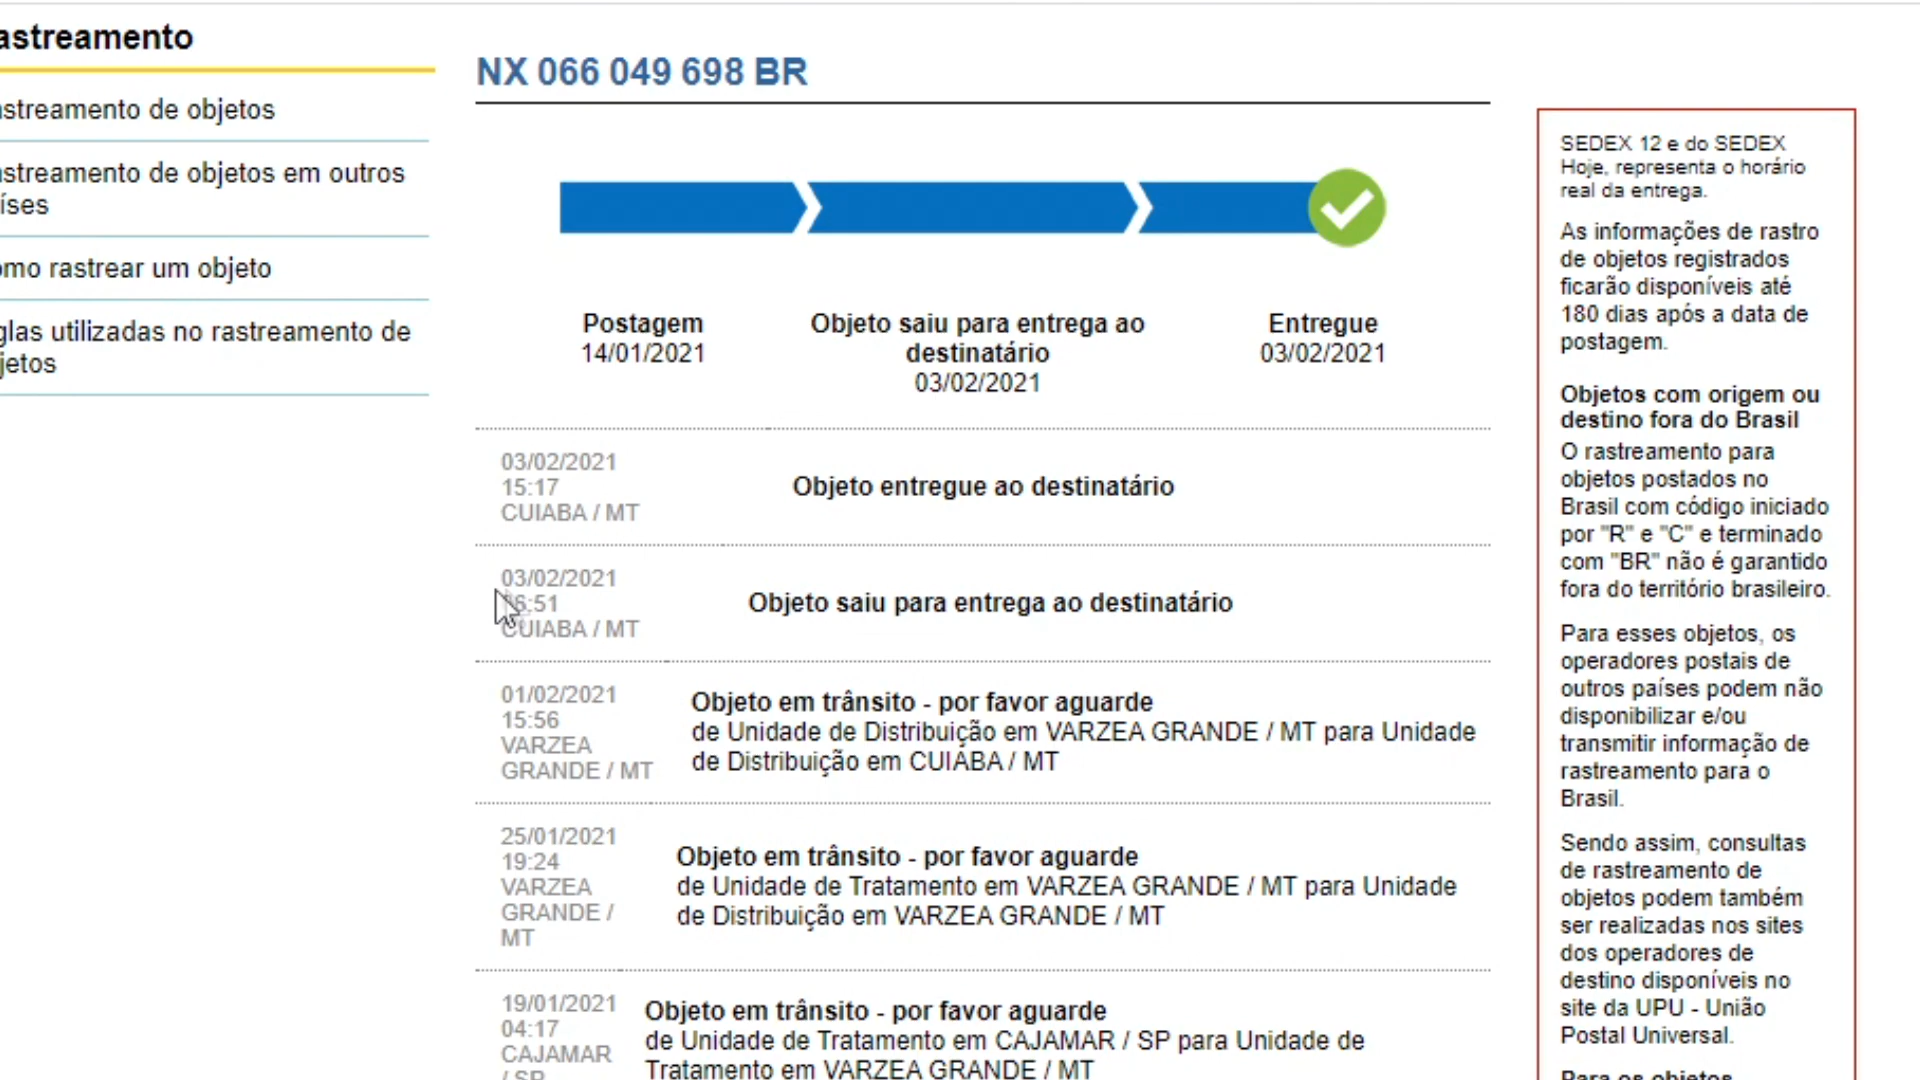 astreamento
streamento de objetos
streamento de objetos em outros
íses
omo rastrear um objeto
glas utilizadas no rastreamento de
jetos
NX 066 049 698 BR
Postagem
14/01/2021
Objeto saiu para entrega ao
destinatário
03/02/2021
Entregue
03/02/2021
03/02/2021
15:17
CUIABA / MT
Objeto entregue ao destinatário
03/02/2021
:51
CUIABA / MT
Objeto saiu para entrega ao destinatário
01/02/2021
15:56
VARZEA
GRANDE / MT
Objeto em trânsito - por favor aguarde
de Unidade de Distribuição em VARZEA GRANDE / MT para Unidade
de Distribuição em CUIABA / MT
25/01/2021
19:24
VARZEA
GRANDE /
MT
Objeto em trânsito - por favor aguarde
de Unidade de Tratamento em VARZEA GRANDE / MT para Unidade
de Distribuição em VARZEA GRANDE / MT
19/01/2021
04:17
CAJAMAR
/ SP
Objeto em trânsito - por favor aguarde
de Unidade de Tratamento em CAJAMAR / SP para Unidade de
Tratamento em VARZEA GRANDE / MT
SEDEX 12 e do SEDEX
Hoje, representa o horário
real da entrega.
As informações de rastro
de objetos registrados
ficarão disponíveis até
180 dias após a data de
postagem.
Objetos com origem ou
destino fora do Brasil
O rastreamento para
objetos postados no
Brasil com código iniciado
por "R" e "C" e terminado
com "BR" não é garantido
fora do território brasileiro.
Para esses objetos, os
operadores postais de
outros países podem não
disponibilizar e/ou
transmitir informação de
rastreamento para o
Brasil.
Sendo assim, consultas
de rastreamento de
objetos podem também
ser realizadas nos sites
dos operadores de
destino disponíveis no
site da UPU - União
Postal Universal.
Para os objetos